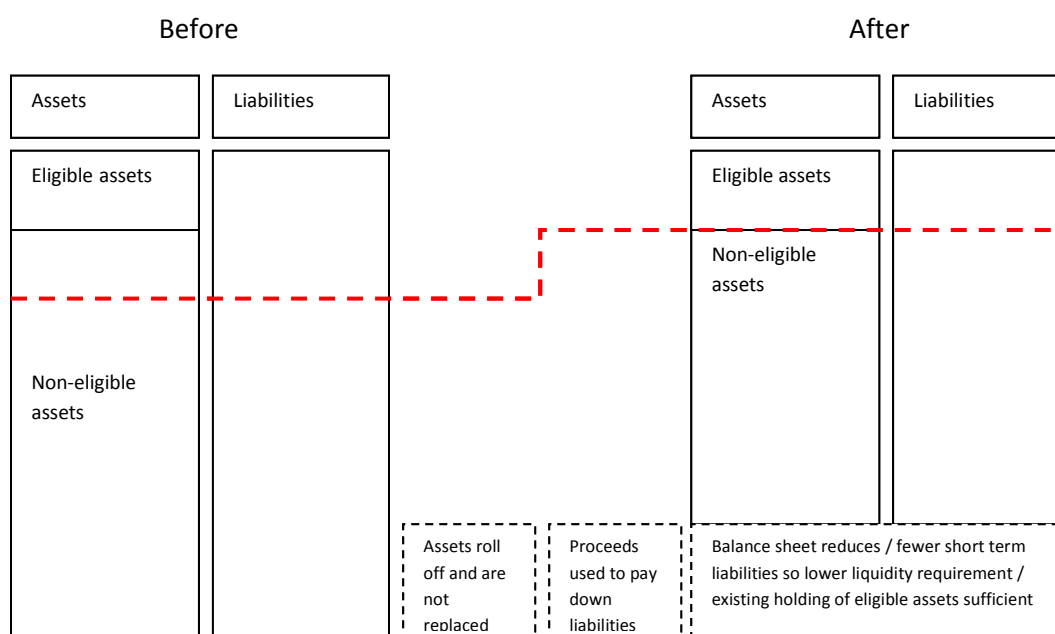 Before
After
Assets
Liabilities
Assets
Liabilities
Eligible assets
Eligible assets
Non-eligible
assets
Non-eligible
assets
Assets roll
off and are
not
replaced
Proceeds
used to pay
down
liabilities
Balance sheet reduces / fewer short term
liabilities so lower liquidity requirement /
existing holding of eligible assets sufficient